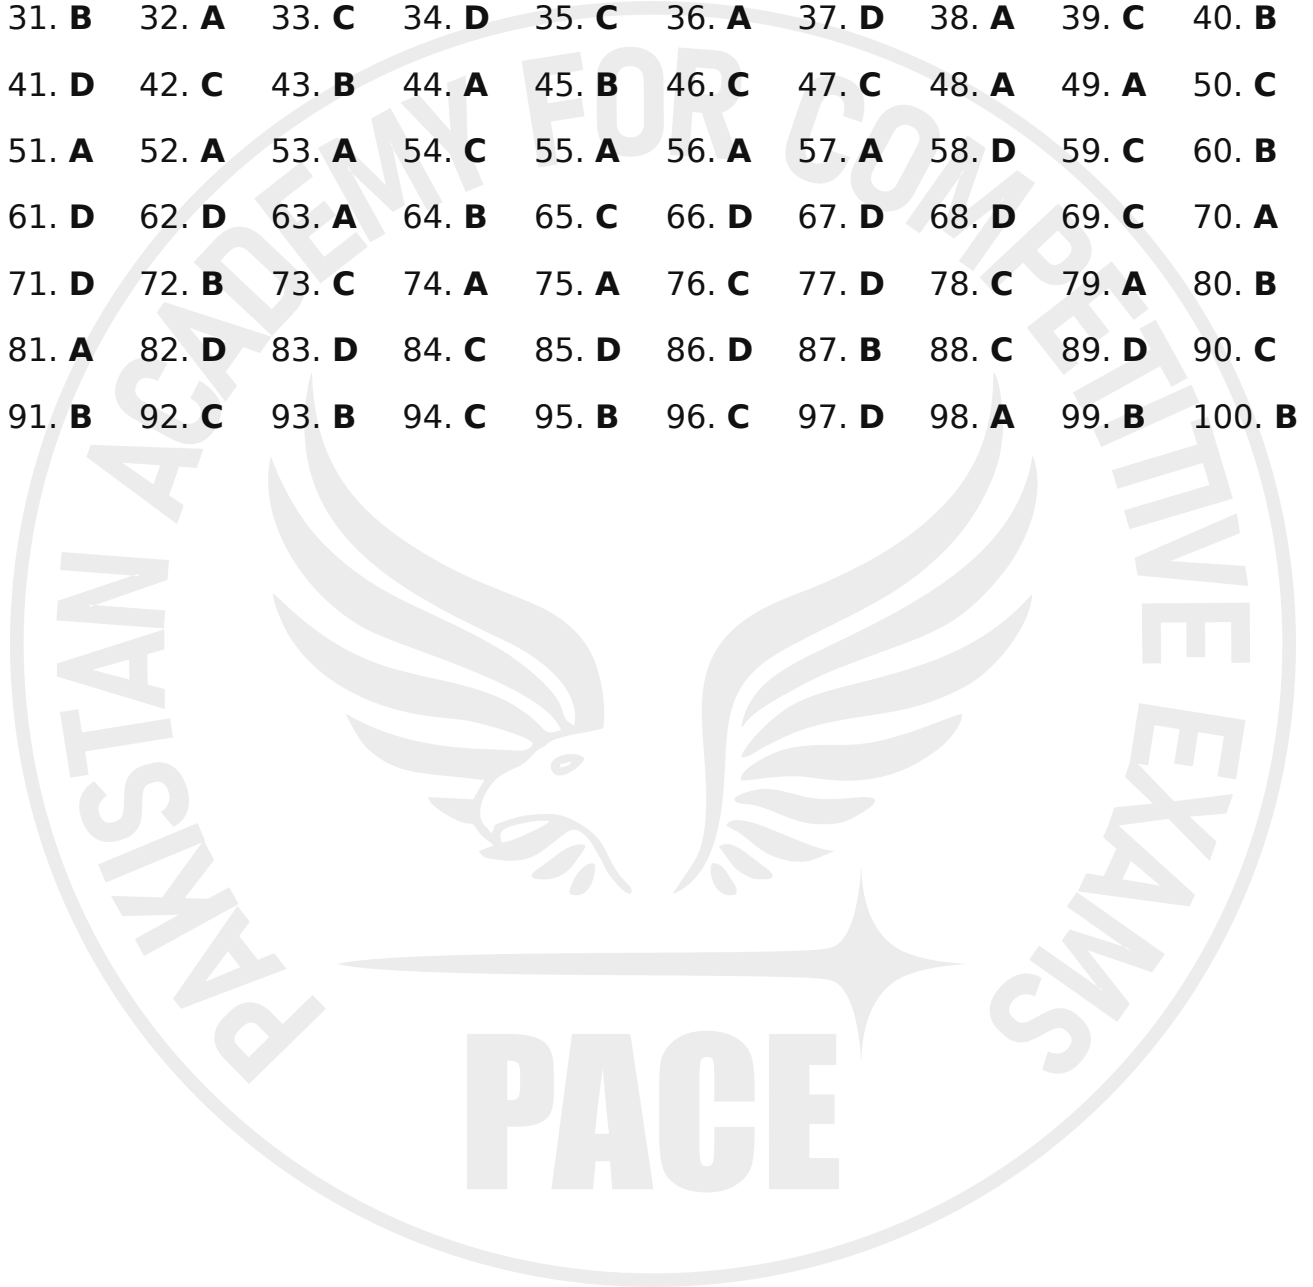 31. B 32. A 33. C 34. D 35. C 36. A 37. D 38. A 39. C 40. B
41. D 42. C 43. B 44. A 45. B 46. C 47. C 48. A 49. A 50. C
51. A 52. A 53. A 54. C 55. A 56. A 57. A 58. D 59. C 60. B
61. D 62. D 63. A 64. B 65. C 66. D 67. D 68. D 69. C 70. A
71. D 72. B 73. C 74. A 75. A 76. C 77. D 78. C 79. A 80. B
81. A 82. D 83. D 84. C 85. D 86. D 87. B 88. C 89. D 90. C
91. B 92. C 93. B 94. C 95. B 96. C 97. D 98. A 99. B 100. B
PAKISTAN ACADEMY FOR COMPETITIVE EXAMS
PACE